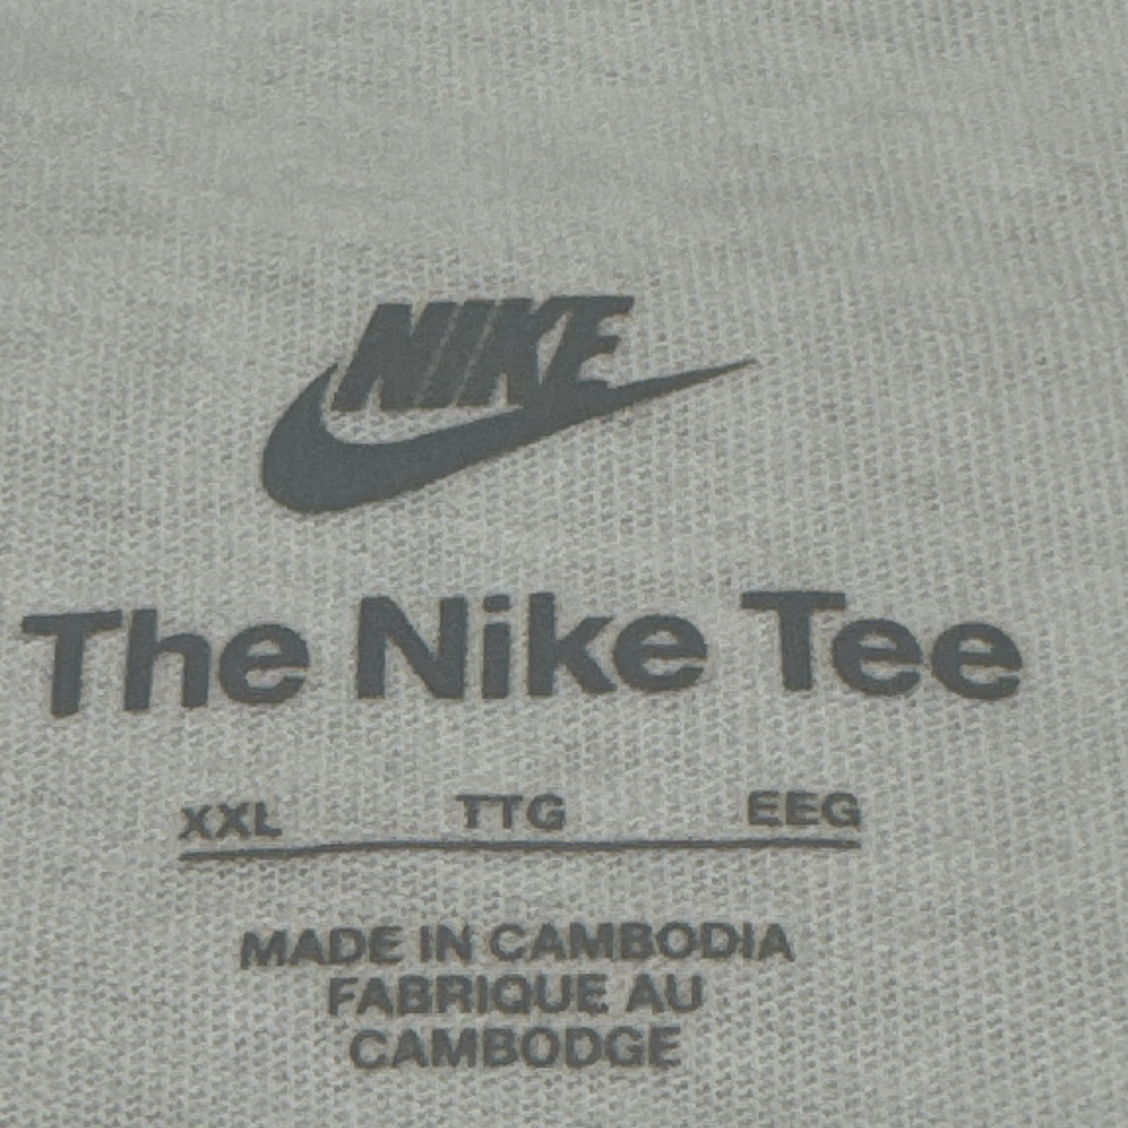 NIKE
The Nike Tee
XXL TTG EEG
MADE IN CAMBODIA
FABRIQUE AU
CAMBODGE